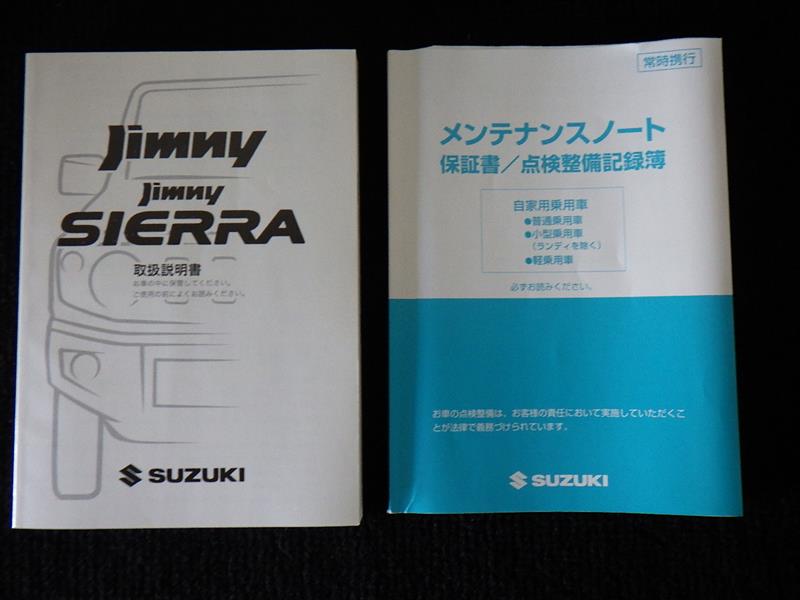 Jimny
Jimny
SIERRA
取扱説明書
お車の中に保管してください。
ご使用の前によくお読みください。
SUZUKI
常時携行
メンテナンスノート
保証書／点検整備記録簿
自家用乗用車
●普通乗用車
●小型乗用車
（ランディを除く）
●軽乗用車
必ずお読みください。
お車の点検整備は、お客様の責任において実施していただくこ
とが法律で義務づけられています。
SUZUKI